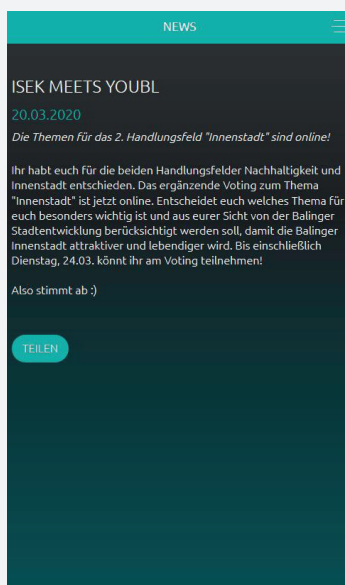 NEWS
ISEK MEETS YOUBL
20.03.2020
Die Themen für das 2. Handlungsfeld "Innenstadt" sind online!
Ihr habt euch für die beiden Handlungsfelder Nachhaltigkeit und
Innenstadt entschieden. Das ergänzende Voting zum Thema
"Innenstadt" ist jetzt online. Entscheidet euch welches Thema für
euch besonders wichtig ist und aus eurer Sicht von der Balinger
Stadtentwicklung berücksichtigt werden soll, damit die Balinger
Innenstadt attraktiver und lebendiger wird. Bis einschließlich
Dienstag, 24.03. könnt ihr am Voting teilnehmen!
Also stimmt ab :)
TEILEN